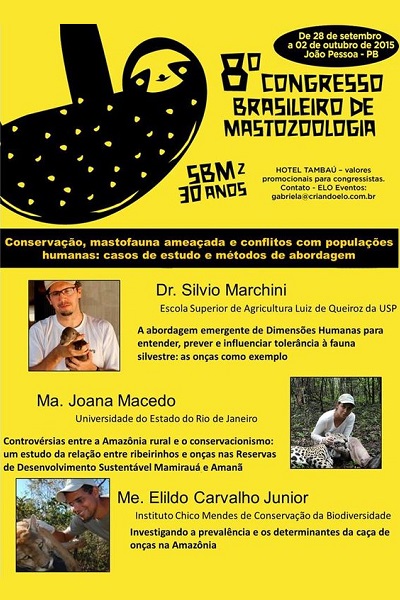 De 28 de setembro
a 02 de outubro de 2015
João Pessoa - PB
8º CONGRESSO
BRASILEIRO DE
MASTOZOOLOGIA
SBMz
30 ANOS
HOTEL TAMBAÚ – valores
promocionais para congressistas.
Contato - ELO Eventos:
gabriela@criandoelo.com.br
Conservação, mastofauna ameaçada e conflitos com populações
humanas: casos de estudo e métodos de abordagem
Dr. Silvio Marchini
Escola Superior de Agricultura Luiz de Queiroz da USP
A abordagem emergente de Dimensões Humanas para
entender, prever e influenciar tolerância à fauna
silvestre: as onças como exemplo
Ma. Joana Macedo
Universidade do Estado do Rio de Janeiro
Controvérsias entre a Amazônia rural e o conservacionismo:
um estudo da relação entre ribeirinhos e onças nas Reservas
de Desenvolvimento Sustentável Mamirauá e Amanã
Me. Elildo Carvalho Junior
Instituto Chico Mendes de Conservação da Biodiversidade
Investigando a prevalência e os determinantes da caça de
onças na Amazônia